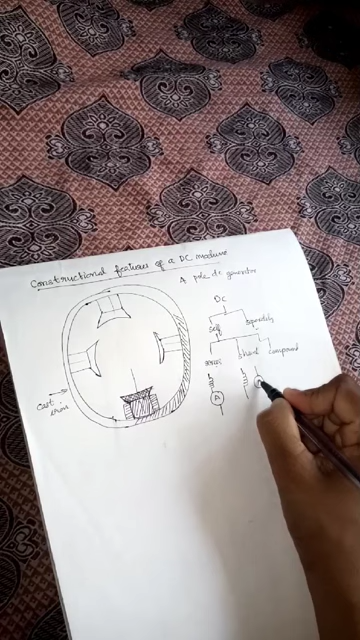 Constructional features of a DC machine
4 pole dc generator
DC
Self separately
series shunt compound
Cast
iron
A